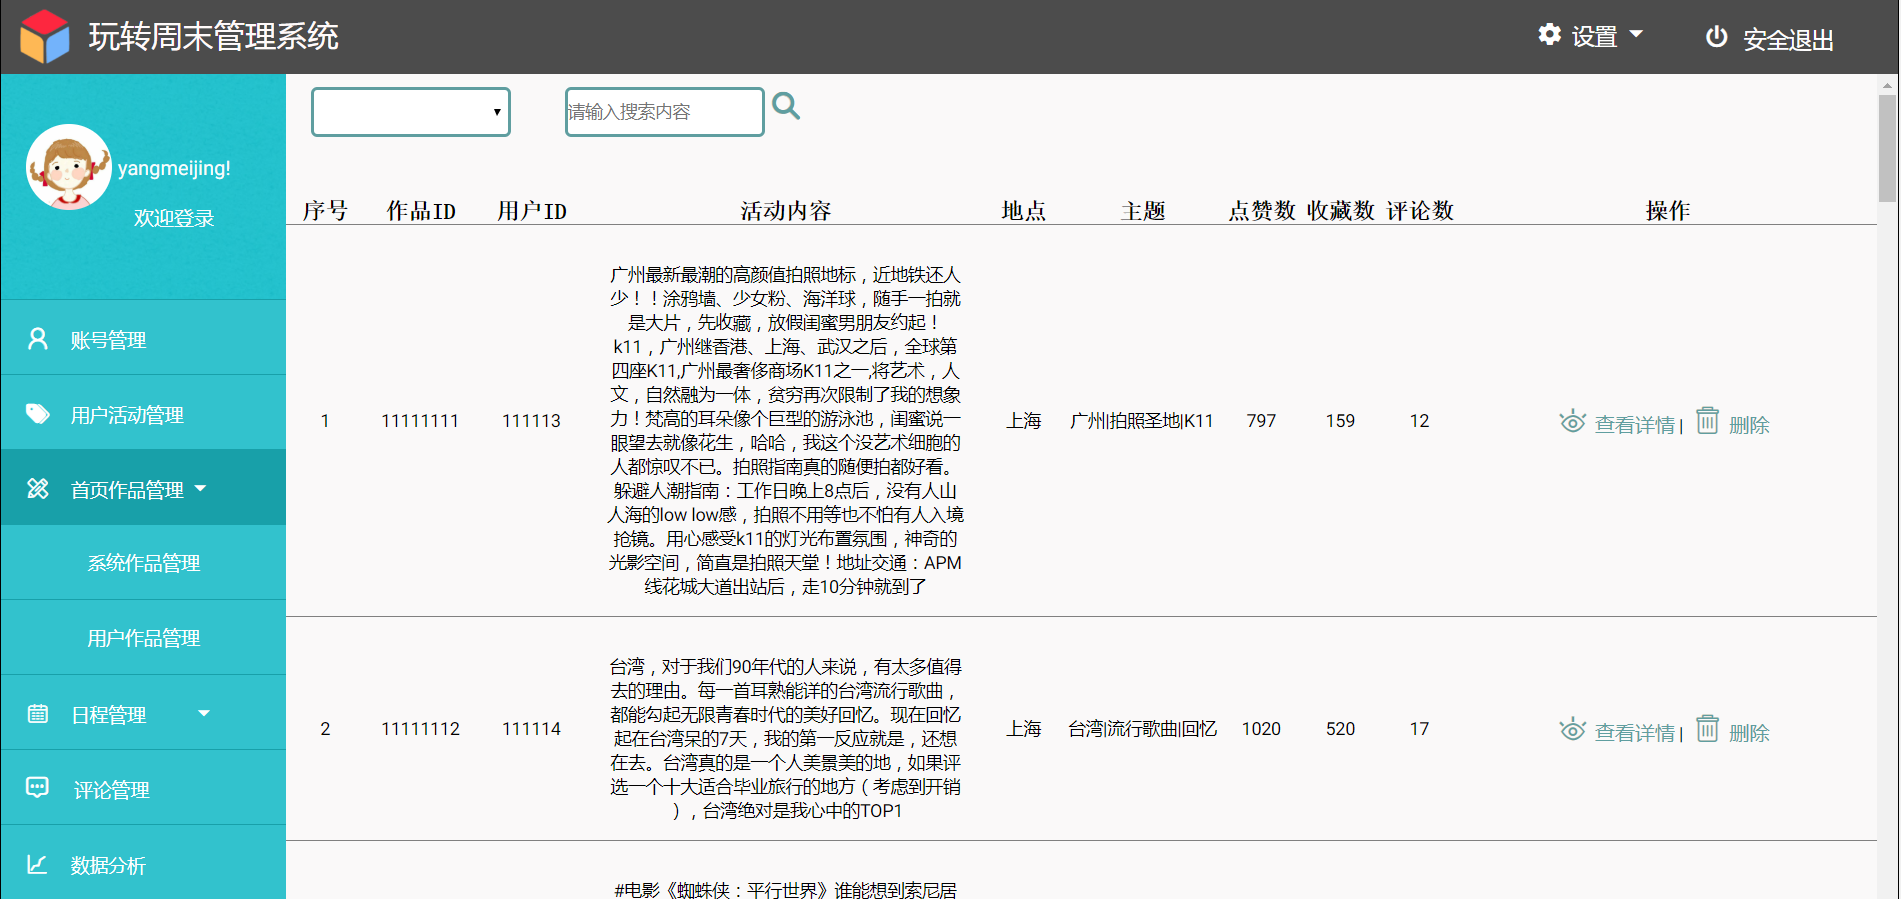 玩转周末管理系统
设置
安全退出
yangmeijing!
欢迎登录
账号管理
用户活动管理
首页作品管理
系统作品管理
用户作品管理
日程管理
评论管理
数据分析
请输入搜索内容
序号 作品ID 用户ID 活动内容 地点 主题 点赞数 收藏数 评论数 操作
广州最新最潮的高颜值拍照地标，近地铁还人
少！！涂鸦墙、少女粉、海洋球，随手一拍就
是大片，先收藏，放假闺蜜男朋友约起！
k11，广州继香港、上海、武汉之后，全球第
四座K11,广州最奢侈商场K11之一,将艺术，人
文，自然融为一体，贫穷再次限制了我的想象
力！梵高的耳朵像个巨型的游泳池，闺蜜说一
眼望去就像花生，哈哈，我这个没艺术细胞的
人都惊叹不已。拍照指南真的随便拍都好看。
躲避人潮指南：工作日晚上8点后，没有人山
人海的low low感，拍照不用等也不怕有人入境
抢镜。用心感受k11的灯光布置氛围，神奇的
光影空间，简直是拍照天堂！地址交通：APM
线花城大道出站后，走10分钟就到了
1 11111111 111113 上海 广州|拍照圣地|K11 797 159 12 查看详情 | 删除
台湾，对于我们90年代的人来说，有太多值得
去的理由。每一首耳熟能详的台湾流行歌曲，
都能勾起无限青春时代的美好回忆。现在回忆
起在台湾呆的7天，我的第一反应就是，还想
在去。台湾真的是一个人美景美的地，如果评
选一个十大适合毕业旅行的地方（考虑到开销
），台湾绝对是我心中的TOP1
2 11111112 111114 上海 台湾|流行歌曲|回忆 1020 520 17 查看详情 | 删除
#电影《蜘蛛侠：平行世界》谁能想到索尼居